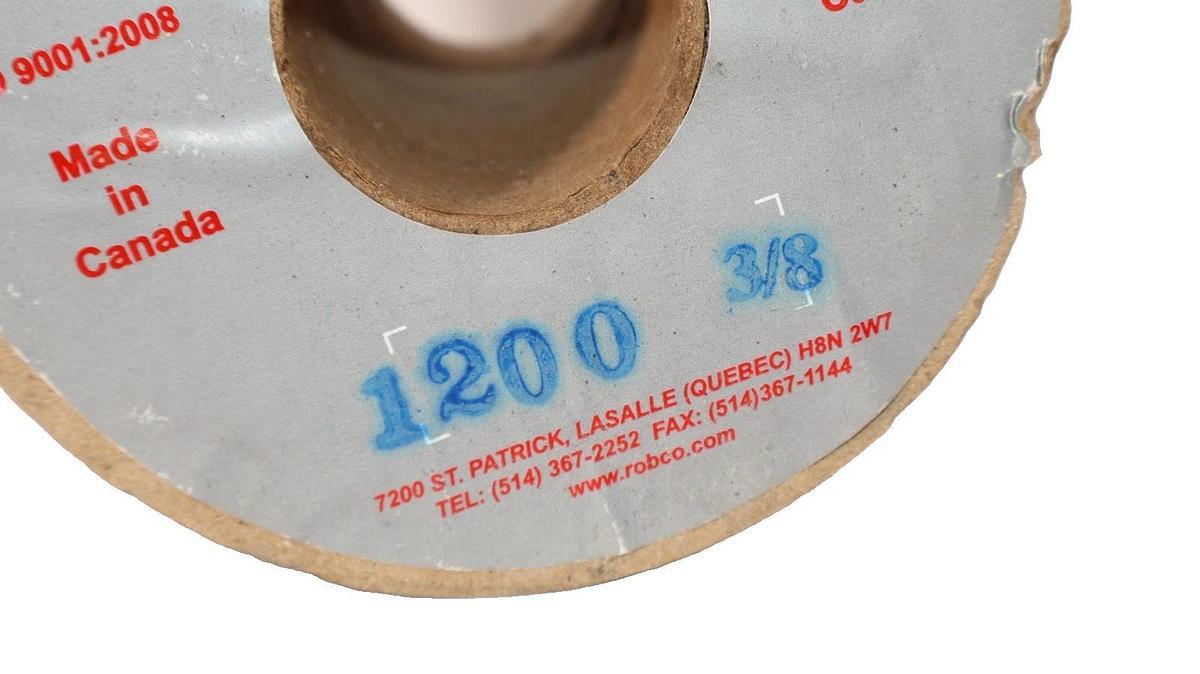 9001:2008
Made
in
Canada
1200 3/8
7200 ST. PATRICK, LASALLE (QUEBEC) H8N 2W7
TEL: (514) 367-2252 FAX: (514)367-1144
www.robco.com